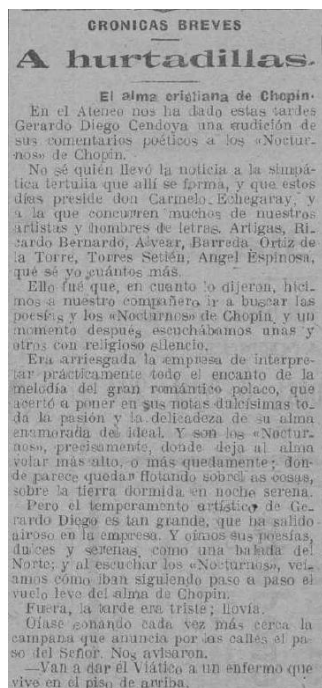 CRONICAS BREVES
A hurtadillas.
El alma cristiana de Chopin.
En el Ateneo nos ha dado estas tardes
Gerardo Diego Cendoya una audición de
sus comentarios poéticos a los «Noctur-
nos» de Chopin.
No sé quién llevó la noticia a la simpá-
tica tertulia que allí se forma, y que estos
días preside don Carmelo Echegaray, y
a la que concurren muchos de nuestros
artistas y hombres de letras. Artigas, Ri-
cardo Bernardo, Alvear, Barreda, Ortiz de
la Torre, Torres Setién, Angel Espinosa,
qué sé yo cuántos más.
Ello fué que, en cuanto lo dijeron, hici-
mos a nuestro compañero ir a buscar las
poesías y los «Nocturnos» de Chopin, y un
momento después escuchábamos unas y
otros con religioso silencio.
Era arriesgada la empresa de interpre-
tar prácticamente todo el encanto de la
melodía del gran romántico polaco, que
acertó a poner en sus notas dulcísimas to-
da la pasión y la delicadeza de su alma
enamorada del ideal. Y son los «Noctur-
nos», precisamente, donde deja al alma
volar más alto, o más quedamente; don-
de parece quedar flotando sobre las cosas,
sobre la tierra dormida en noche serena.
Pero el temperamento artístico de Ge-
rardo Diego es tan grande, que ha salido
airoso en la empresa. Y oímos sus poesías,
dulces y serenas, como una balada del
Norte; y al escuchar los «Nocturnos», veí-
amos cómo iban siguiendo paso a paso el
vuelo leve del alma de Chopin.
Fuera, la tarde era triste; llovía.
Oíase sonando cada vez más cerca la
campana que anuncia por las calles el pa-
so del Señor. Nos avisaron.
—Van a dar el Viático a un enfermo que
vive en el piso de arriba.